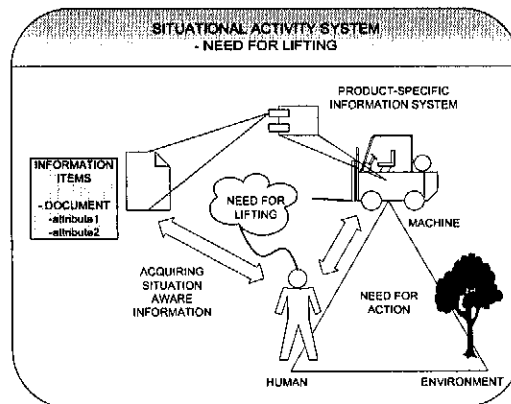 SITUATIONAL ACTIVITY SYSTEM
- NEED FOR LIFTING
PRODUCT-SPECIFIC
INFORMATION SYSTEM
INFORMATION
ITEMS
- DOCUMENT
-attribute1
-attribute2
NEED FOR
LIFTING
MACHINE
ACQUIRING
SITUATION
AWARE
INFORMATION
NEED FOR
ACTION
HUMAN
ENVIRONMENT